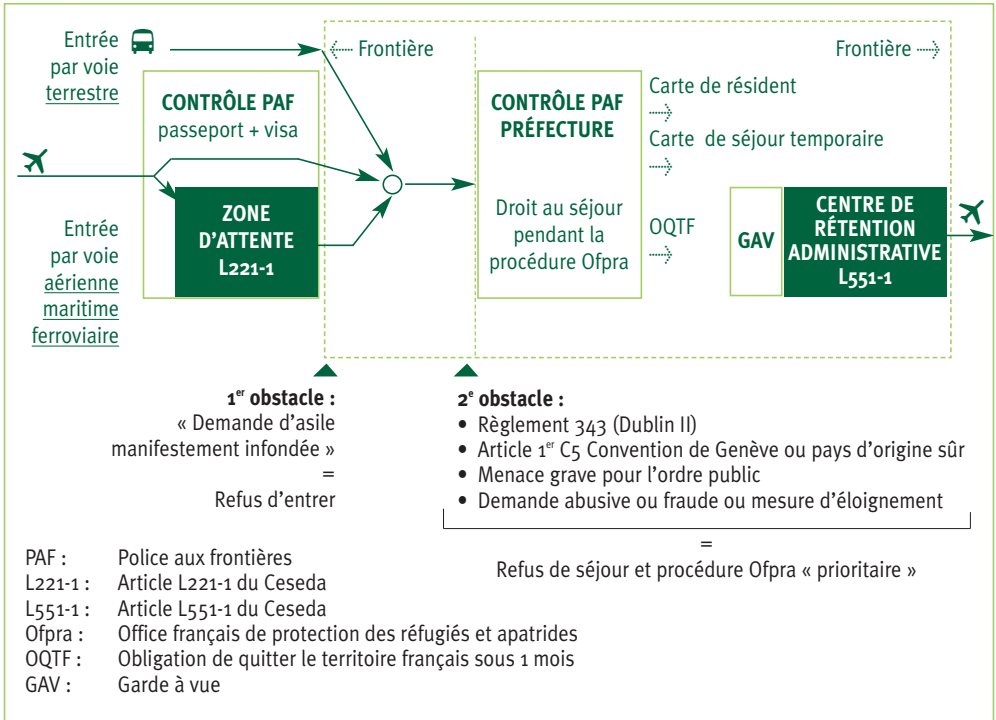 Entrée
par voie
terrestre
Frontière
Frontière
CONTRÔLE PAF
passeport + visa
ZONE
D'ATTENTE
L221-1
Entrée
par voie
aérienne
maritime
ferroviaire
CONTRÔLE PAF
PRÉFECTURE
Droit au séjour
pendant la
procédure Ofpra
Carte de résident
Carte de séjour temporaire
OQTF
GAV
CENTRE DE
RÉTENTION
ADMINISTRATIVE
L551-1
1er obstacle :
« Demande d'asile
manifestement infondée »
=
Refus d'entrer
2e obstacle :
• Règlement 343 (Dublin II)
• Article 1er C5 Convention de Genève ou pays d'origine sûr
• Menace grave pour l'ordre public
• Demande abusive ou fraude ou mesure d'éloignement
=
Refus de séjour et procédure Ofpra « prioritaire »
PAF : Police aux frontières
L221-1 : Article L221-1 du Ceseda
L551-1 : Article L551-1 du Ceseda
Ofpra : Office français de protection des réfugiés et apatrides
OQTF : Obligation de quitter le territoire français sous 1 mois
GAV : Garde à vue